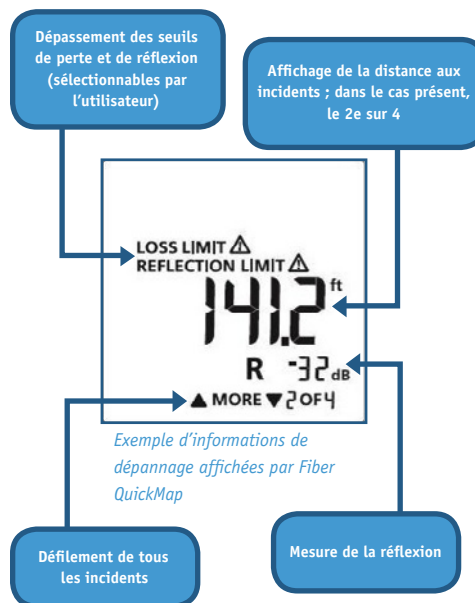 Dépassement des seuils
de perte et de réflexion
(sélectionnables par
l'utilisateur)
Affichage de la distance aux
incidents ; dans le cas présent,
le 2e sur 4
LOSS LIMIT ⚠
REFLECTION LIMIT ⚠
141.2 ft
R -32 dB
▲ MORE ▼ 2 OF 4
Exemple d'informations de
dépannage affichées par Fiber
QuickMap
Défilement de tous
les incidents
Mesure de la réflexion